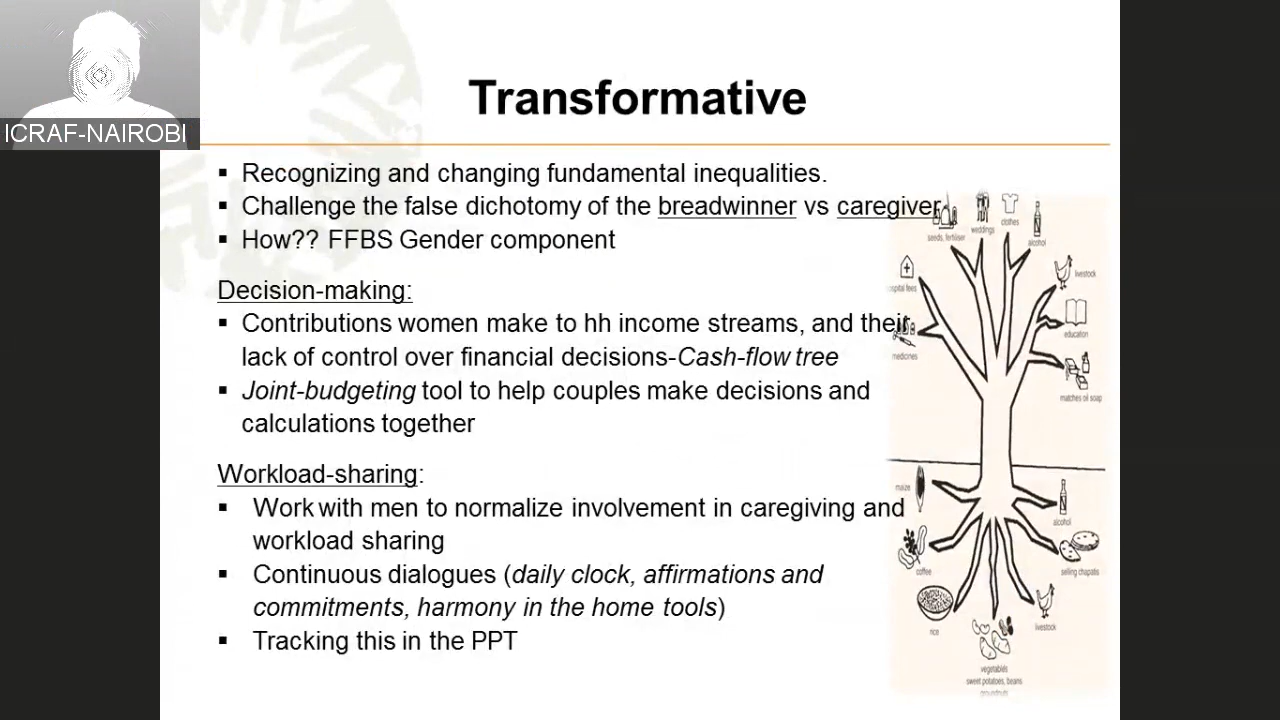 ICRAF-NAIROBI
Transformative
▪ Recognizing and changing fundamental inequalities.
▪ Challenge the false dichotomy of the breadwinner vs caregiver.
▪ How?? FFBS Gender component
Decision-making:
▪ Contributions women make to hh income streams, and their
lack of control over financial decisions-Cash-flow tree
▪ Joint-budgeting tool to help couples make decisions and
calculations together
Workload-sharing:
▪ Work with men to normalize involvement in caregiving and
workload sharing
▪ Continuous dialogues (daily clock, affirmations and
commitments, harmony in the home tools)
▪ Tracking this in the PPT
seeds, fertiliser
weddings
clothes
alcohol
livestock
education
matches oil soap
fees
medicines
maize
coffee
rice
vegetables
sweet potatoes, beans
groundnuts
livestock
selling chapatis
alcohol